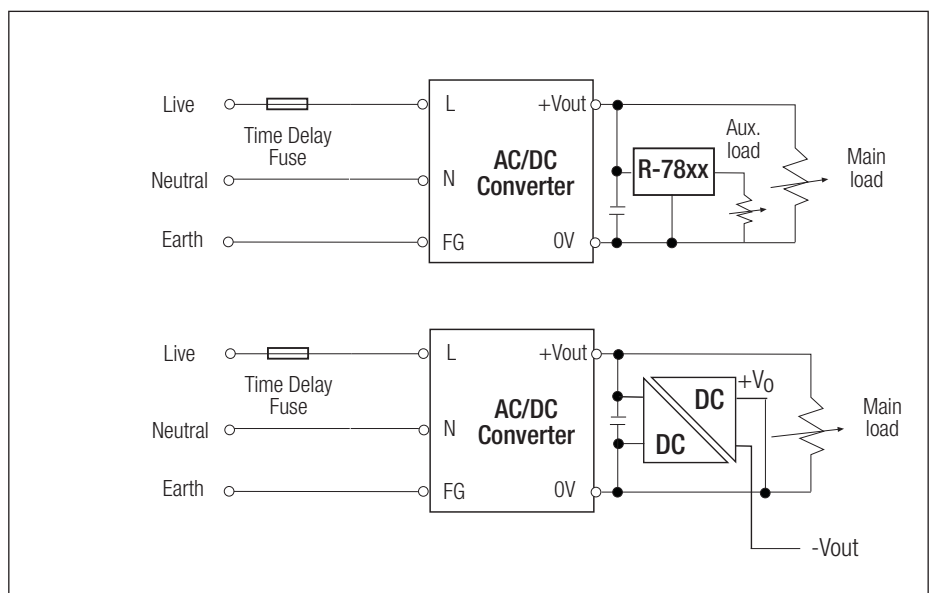 Live
L
+Vout
Time Delay
Fuse
AC/DC
Converter
R-78xx
Aux.
load
Main
load
Neutral
N
Earth
FG
0V
Live
L
+Vout
Time Delay
Fuse
AC/DC
Converter
DC
DC
+V0
Main
load
Neutral
N
Earth
FG
0V
-Vout